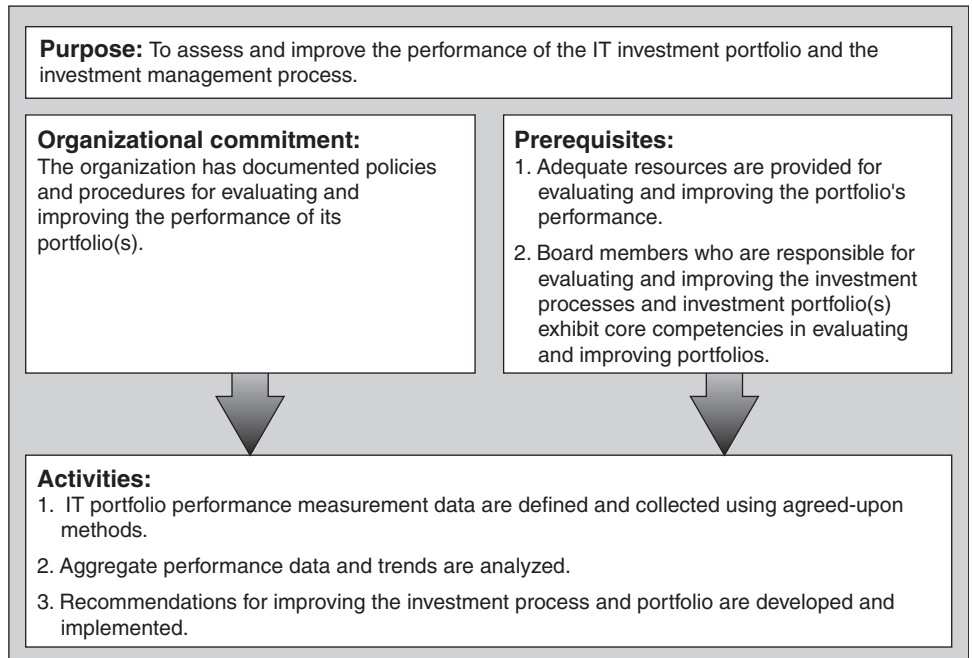 Purpose: To assess and improve the performance of the IT investment portfolio and the
investment management process.
Organizational commitment:
The organization has documented policies
and procedures for evaluating and
improving the performance of its
portfolio(s).
Prerequisites:
1. Adequate resources are provided for
evaluating and improving the portfolio's
performance.
2. Board members who are responsible for
evaluating and improving the investment
processes and investment portfolio(s)
exhibit core competencies in evaluating
and improving portfolios.
Activities:
1. IT portfolio performance measurement data are defined and collected using agreed-upon
methods.
2. Aggregate performance data and trends are analyzed.
3. Recommendations for improving the investment process and portfolio are developed and
implemented.